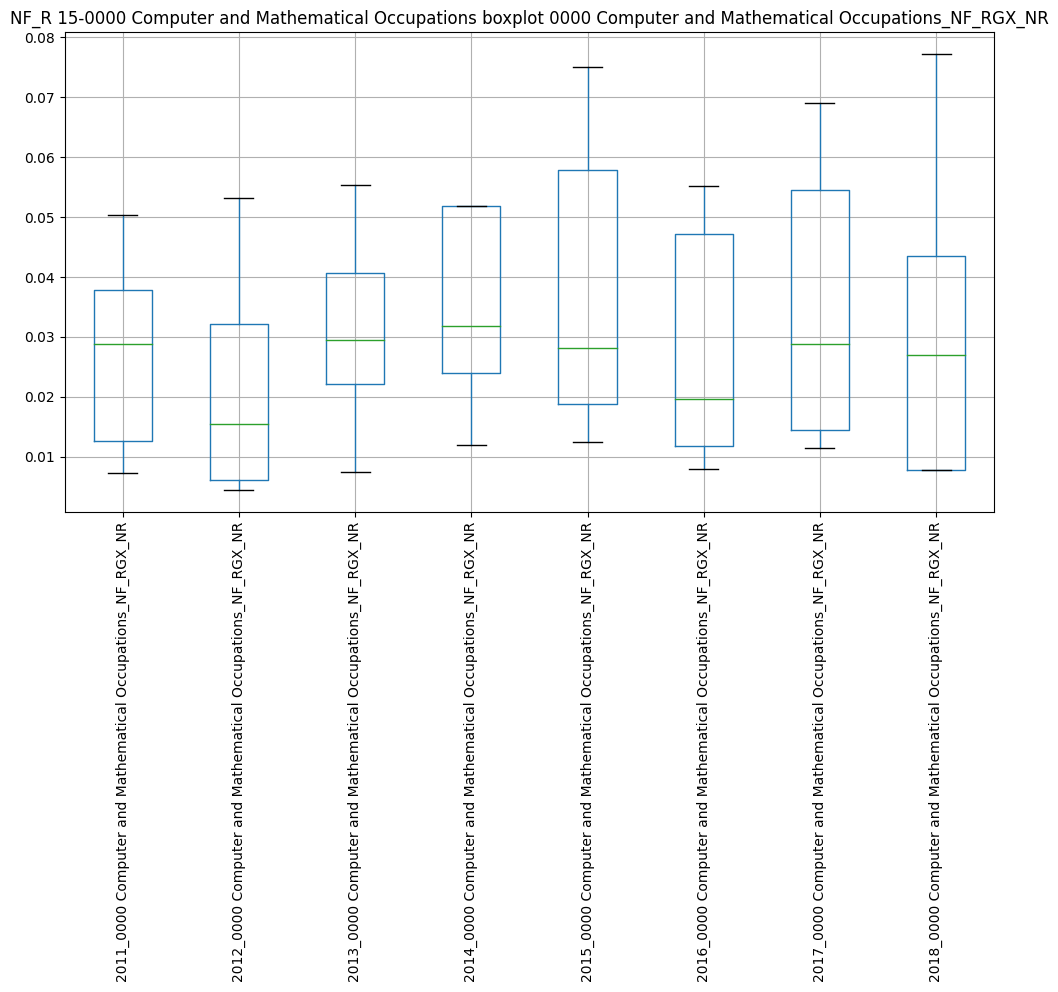 NF_R 15-0000 Computer and Mathematical Occupations boxplot 0000 Computer and Mathematical Occupations_NF_RGX_NR
0.08
0.07
0.06
0.05
0.04
0.03
0.02
0.01
2011_0000 Computer and Mathematical Occupations_NF_RGX_NR
2012_0000 Computer and Mathematical Occupations_NF_RGX_NR
2013_0000 Computer and Mathematical Occupations_NF_RGX_NR
2014_0000 Computer and Mathematical Occupations_NF_RGX_NR
2015_0000 Computer and Mathematical Occupations_NF_RGX_NR
2016_0000 Computer and Mathematical Occupations_NF_RGX_NR
2017_0000 Computer and Mathematical Occupations_NF_RGX_NR
2018_0000 Computer and Mathematical Occupations_NF_RGX_NR